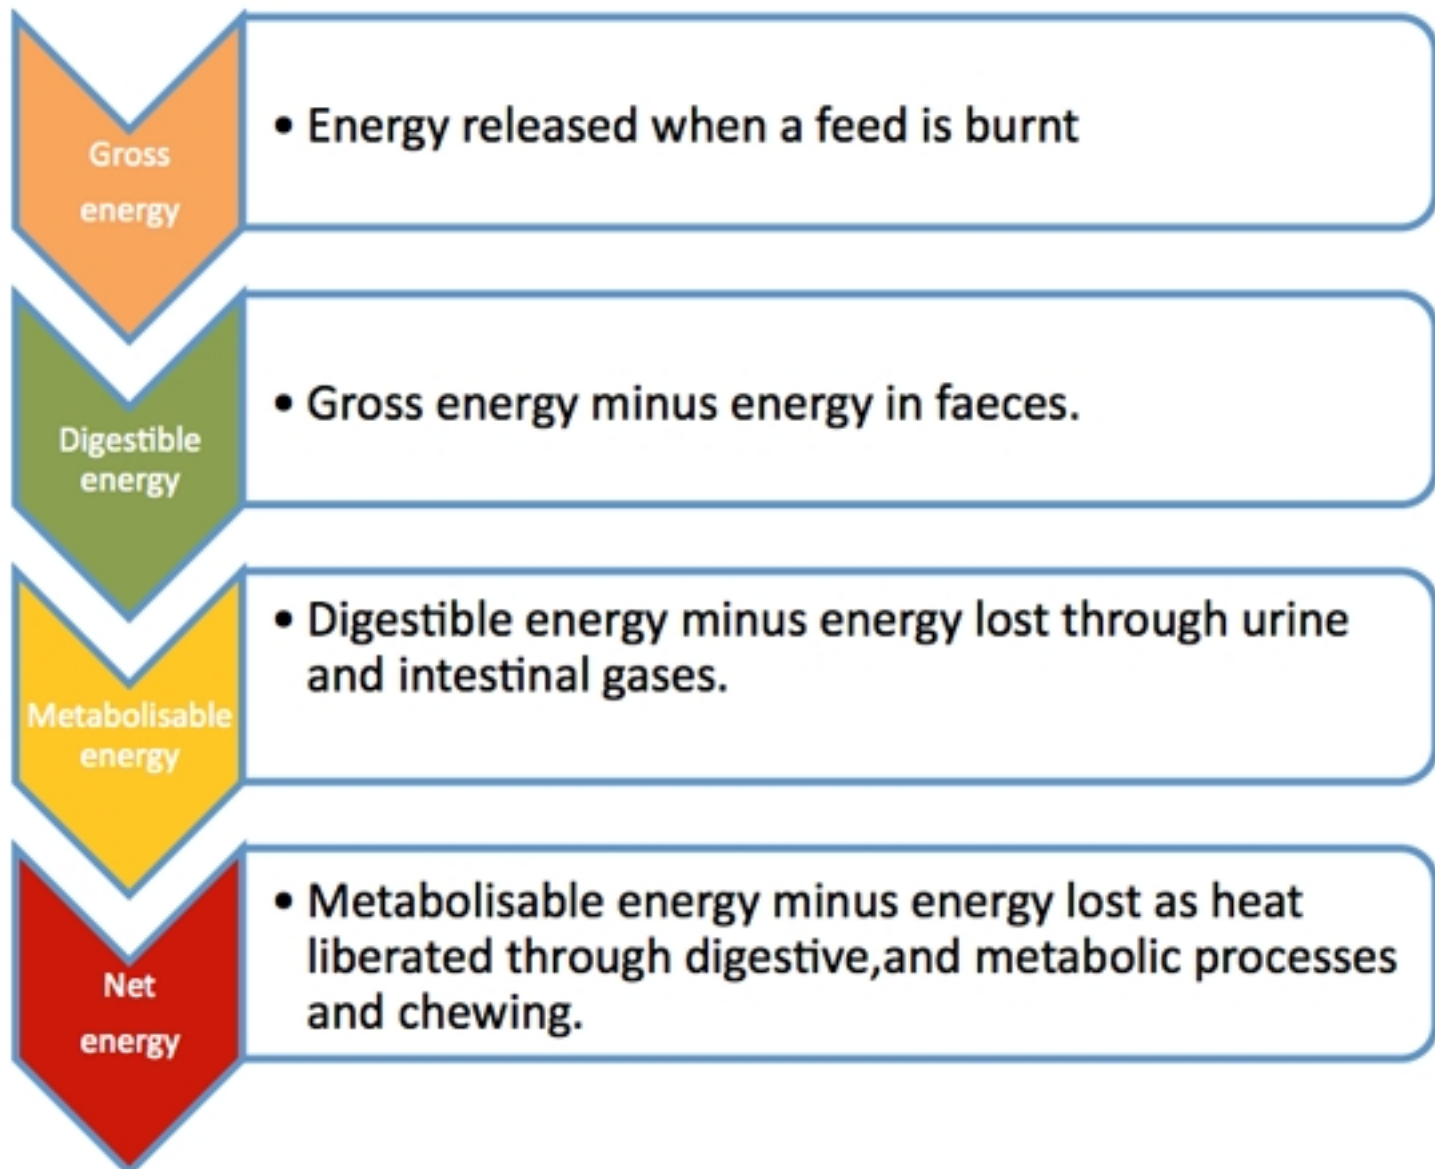 Gross
energy
• Energy released when a feed is burnt
Digestible
energy
• Gross energy minus energy in faeces.
Metabolisable
energy
• Digestible energy minus energy lost through urine
and intestinal gases.
Net
energy
• Metabolisable energy minus energy lost as heat
liberated through digestive,and metabolic processes
and chewing.